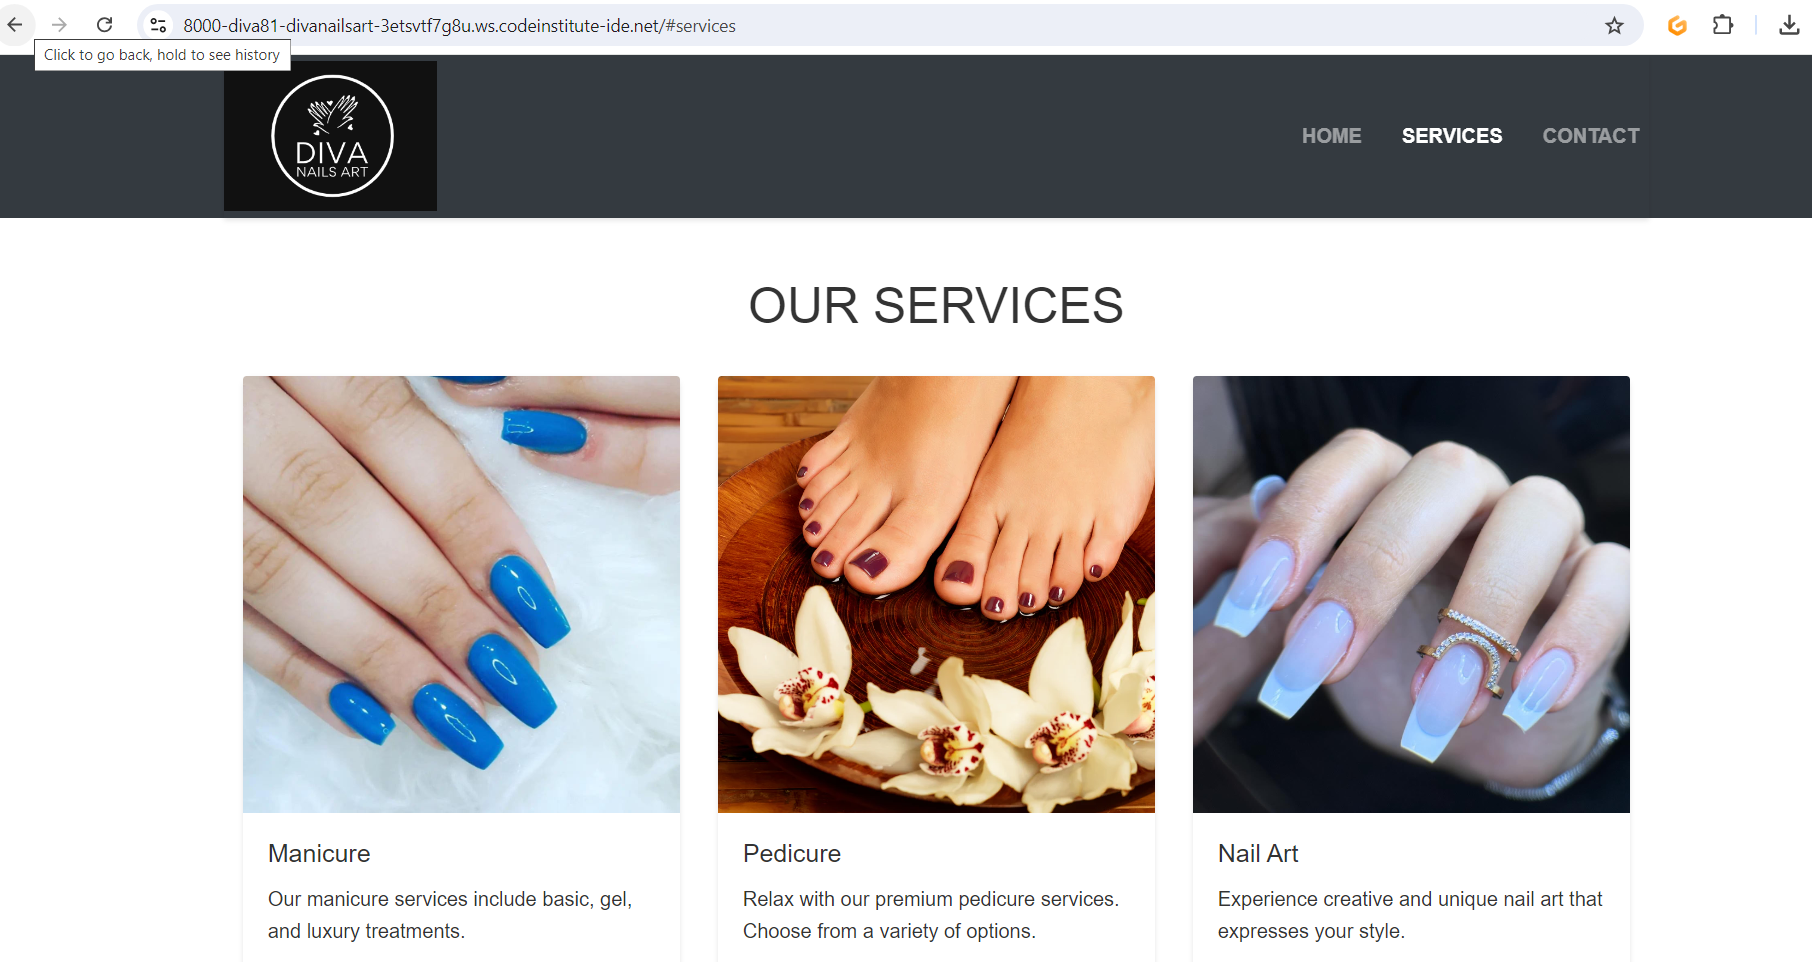 8000-diva81-divanailsart-3etsvtf7g8u.ws.codeinstitute-ide.net/#services
Click to go back, hold to see history
DIVA
NAILS ART
HOME SERVICES CONTACT
OUR SERVICES
Manicure
Our manicure services include basic, gel,
and luxury treatments.
Pedicure
Relax with our premium pedicure services.
Choose from a variety of options.
Nail Art
Experience creative and unique nail art that
expresses your style.